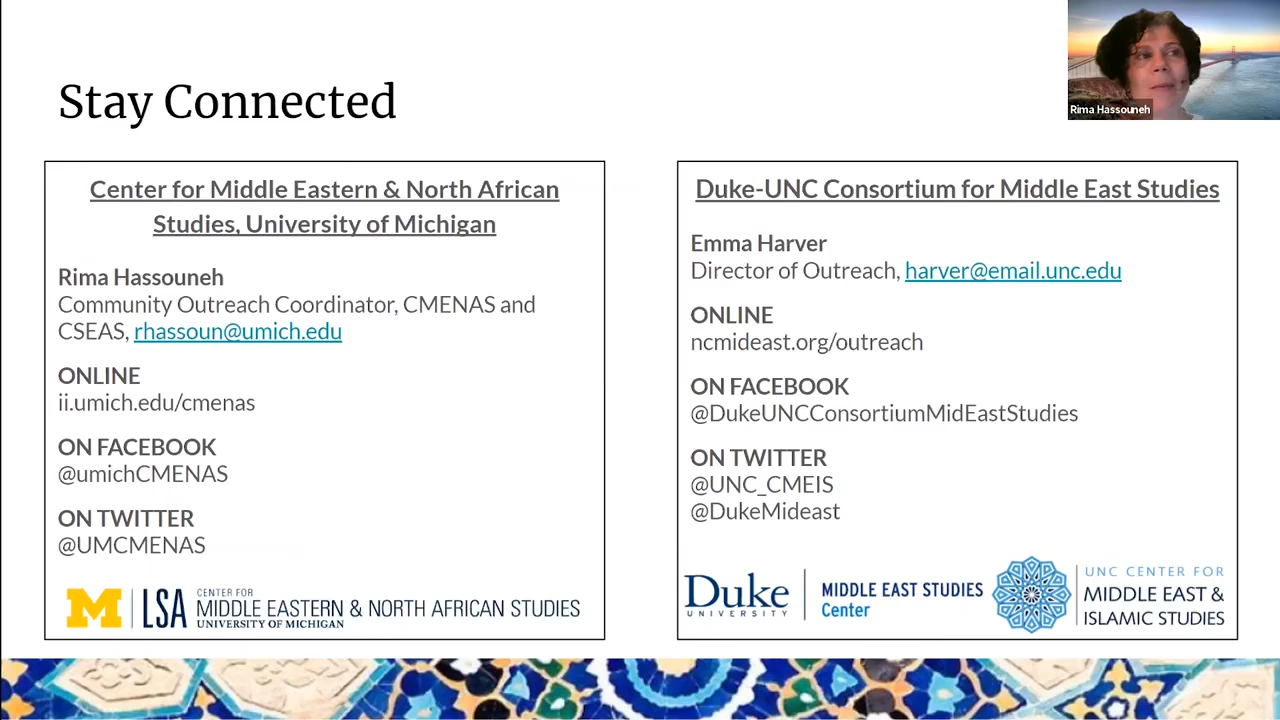 Rima Hassouneh
Stay Connected
Center for Middle Eastern & North African
Studies, University of Michigan
Rima Hassouneh
Community Outreach Coordinator, CMENAS and
CSEAS, rhassoun@umich.edu
ONLINE
ii.umich.edu/cmenas
ON FACEBOOK
@umichCMENAS
ON TWITTER
@UMCMENAS
M LSA CENTER FOR
MIDDLE EASTERN & NORTH AFRICAN STUDIES
UNIVERSITY OF MICHIGAN
Duke-UNC Consortium for Middle East Studies
Emma Harver
Director of Outreach, harver@email.unc.edu
ONLINE
ncmideast.org/outreach
ON FACEBOOK
@DukeUNCConsortiumMidEastStudies
ON TWITTER
@UNC_CMEIS
@DukeMideast
Duke
UNIVERSITY
MIDDLE EAST STUDIES
Center
UNC CENTER FOR
MIDDLE EAST &
ISLAMIC STUDIES